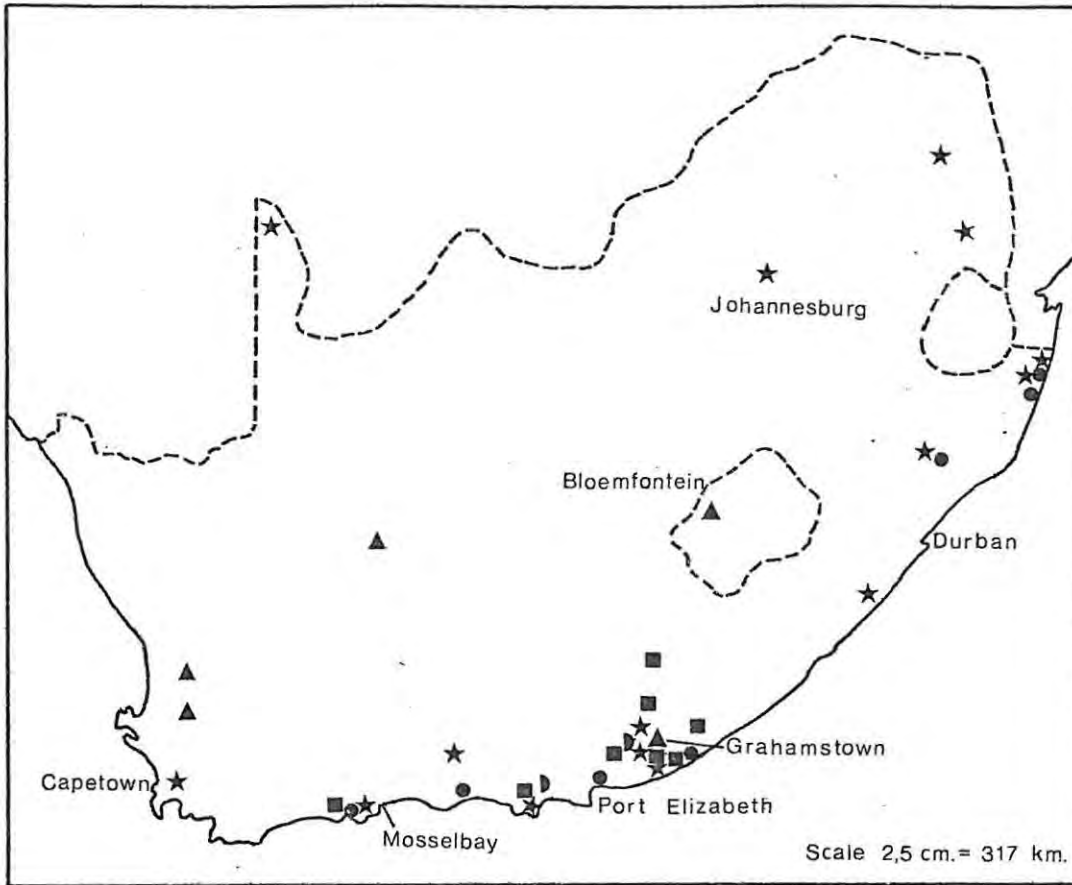 Johannesburg
Bloemfontein
Durban
Grahamstown
Capetown
Port Elizabeth
Mosselbay
Scale 2,5 cm.= 317 km.